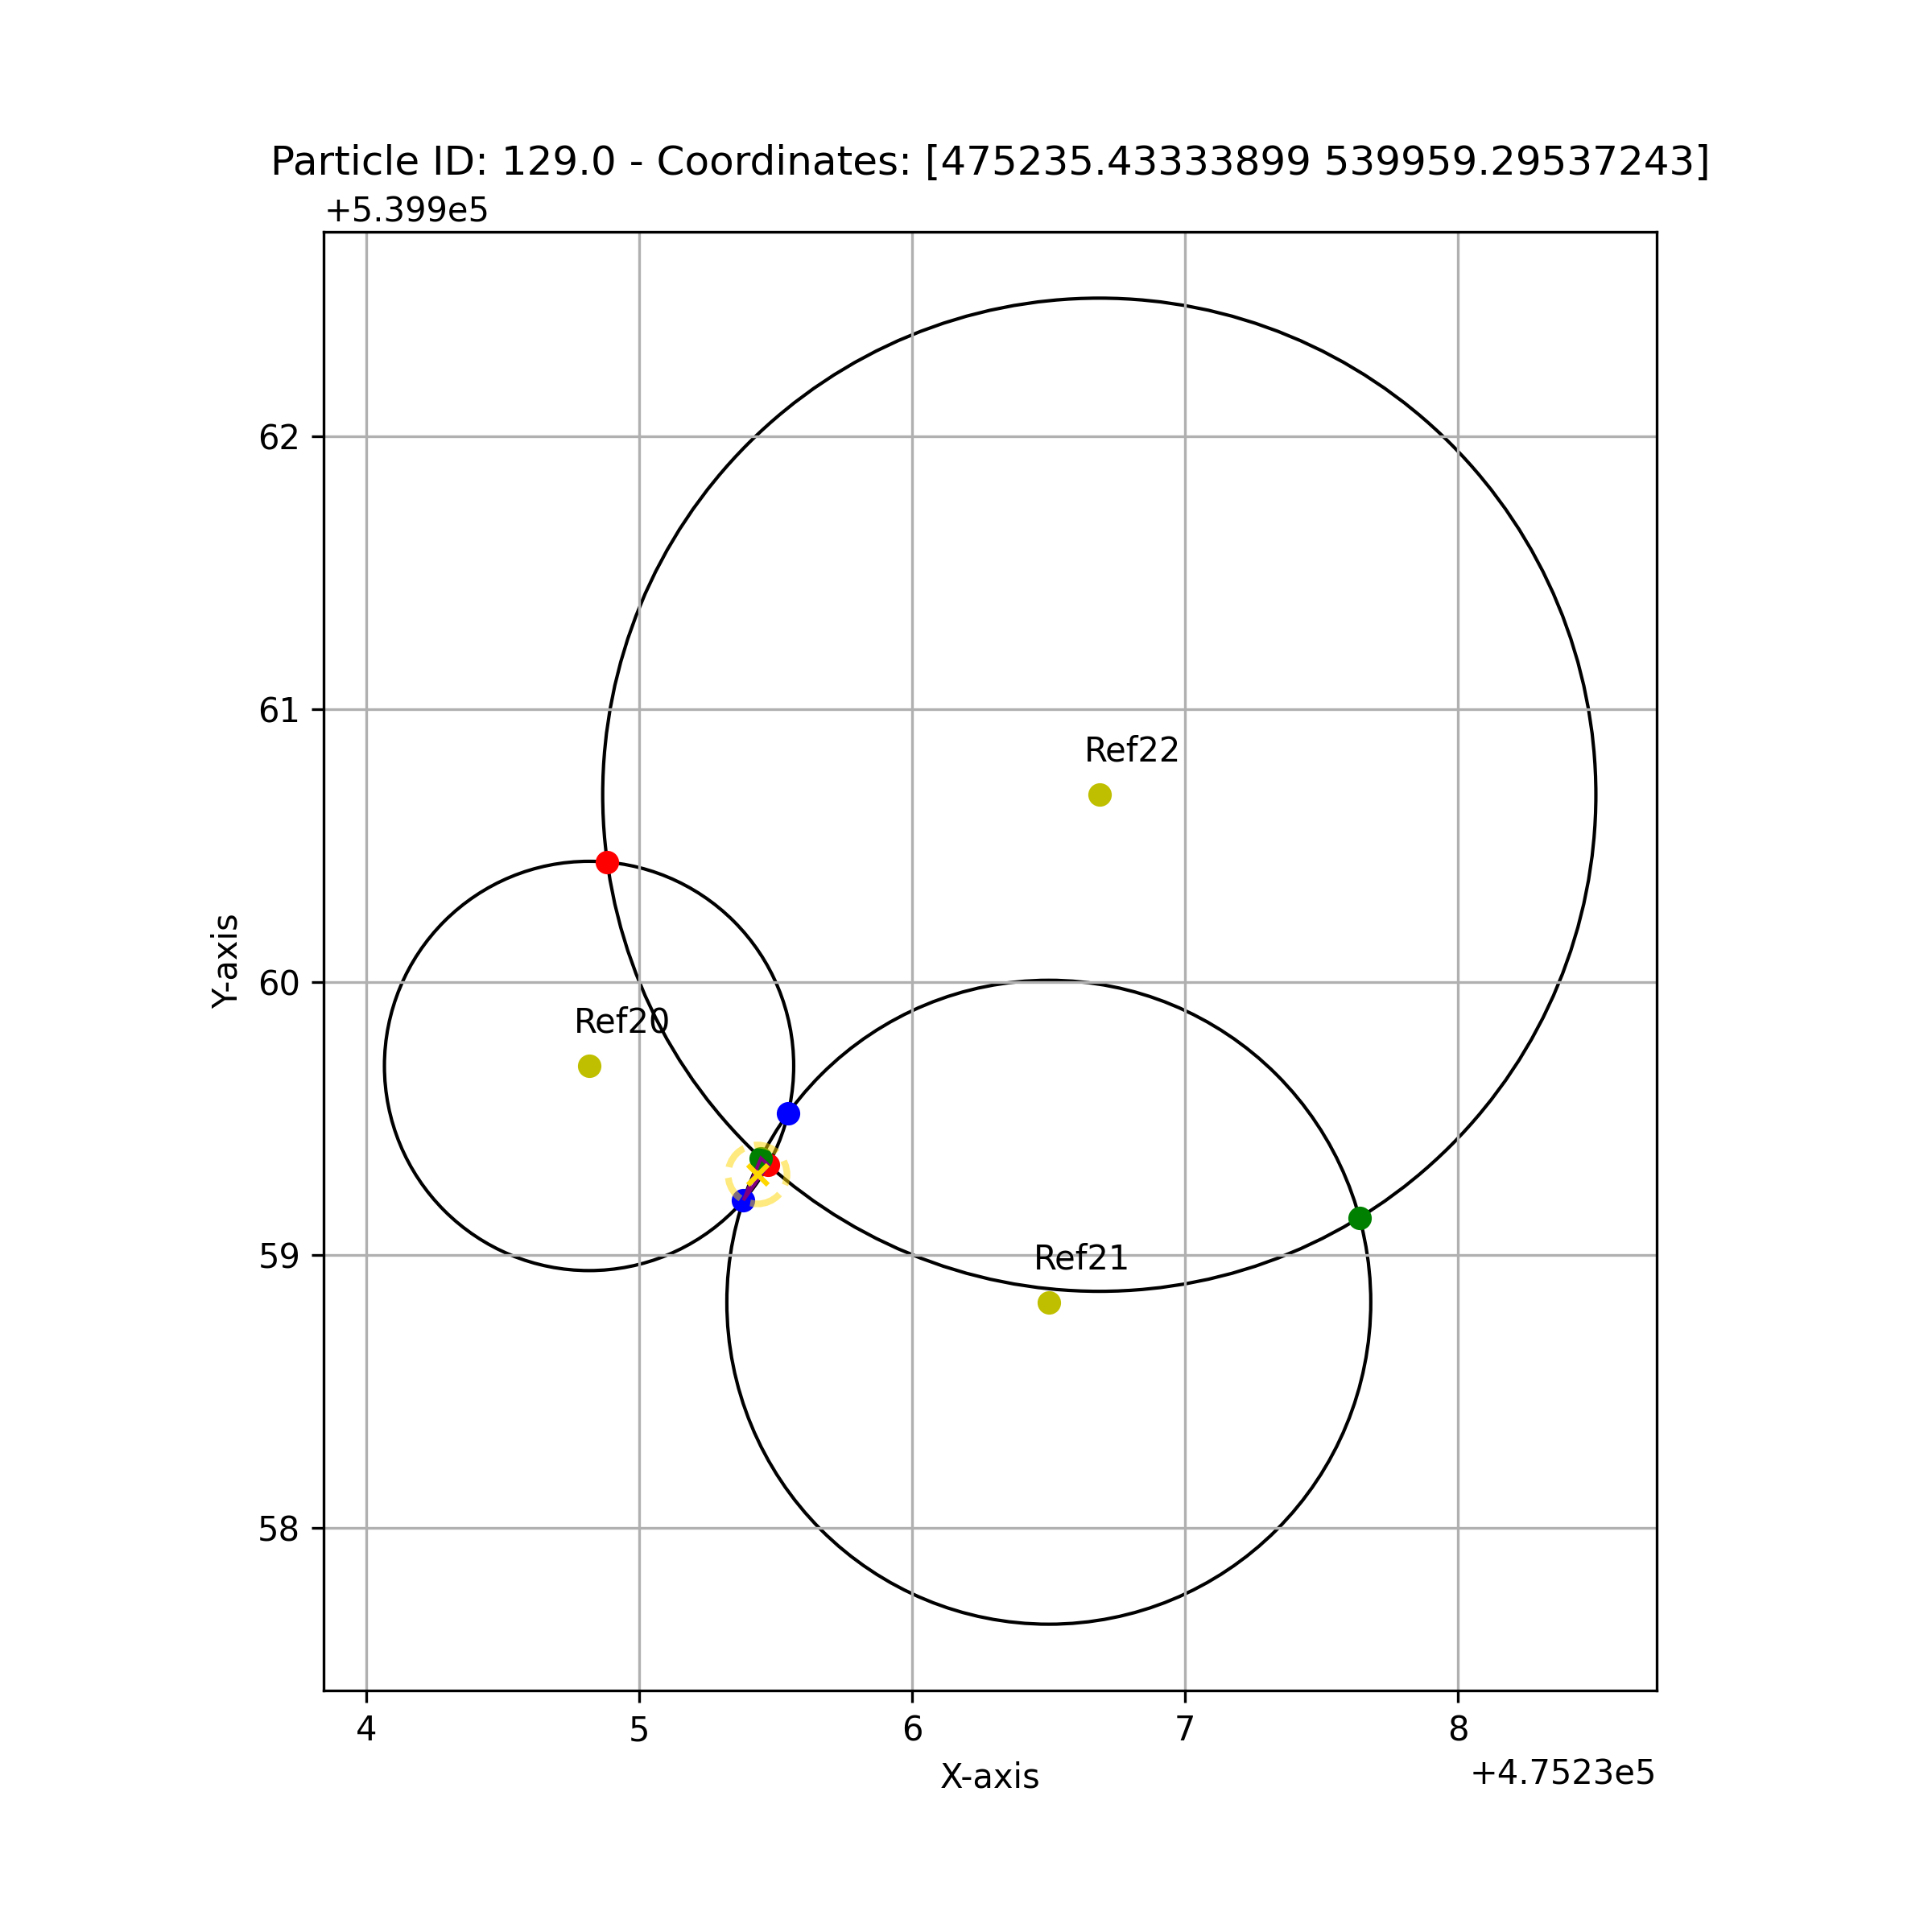 Particle ID: 129.0 - Coordinates: [475235.43333899 539959.29537243]
+5.399e5
62
61
Ref22
60
Ref20
Y-axis
59
Ref21
58
4 5 6 7 8
X-axis
+4.7523e5